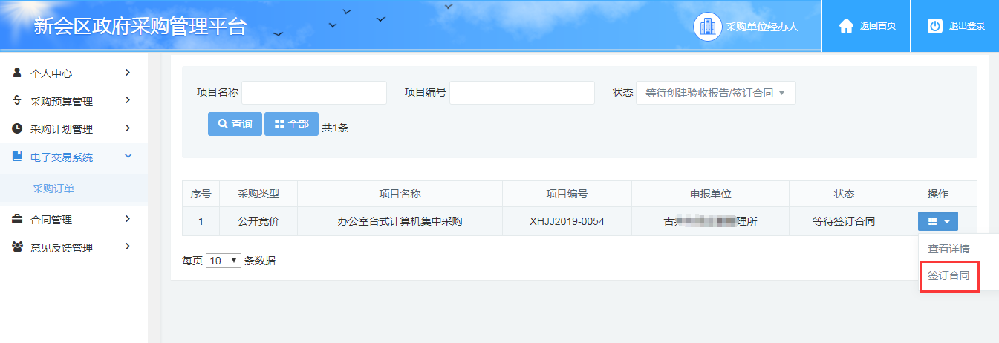 新会区政府采购管理平台
采购单位经办人
返回首页
退出登录
个人中心
采购预算管理
采购计划管理
电子交易系统
采购订单
合同管理
意见反馈管理
项目名称 项目编号 状态 等待创建验收报告/签订合同
查询 全部 共1条
序号 采购类型 项目名称 项目编号 申报单位 状态 操作
1 公开竞价 办公室台式计算机集中采购 XHJJ2019-0054 古 理所 等待签订合同
查看详情
签订合同
每页 10 条数据